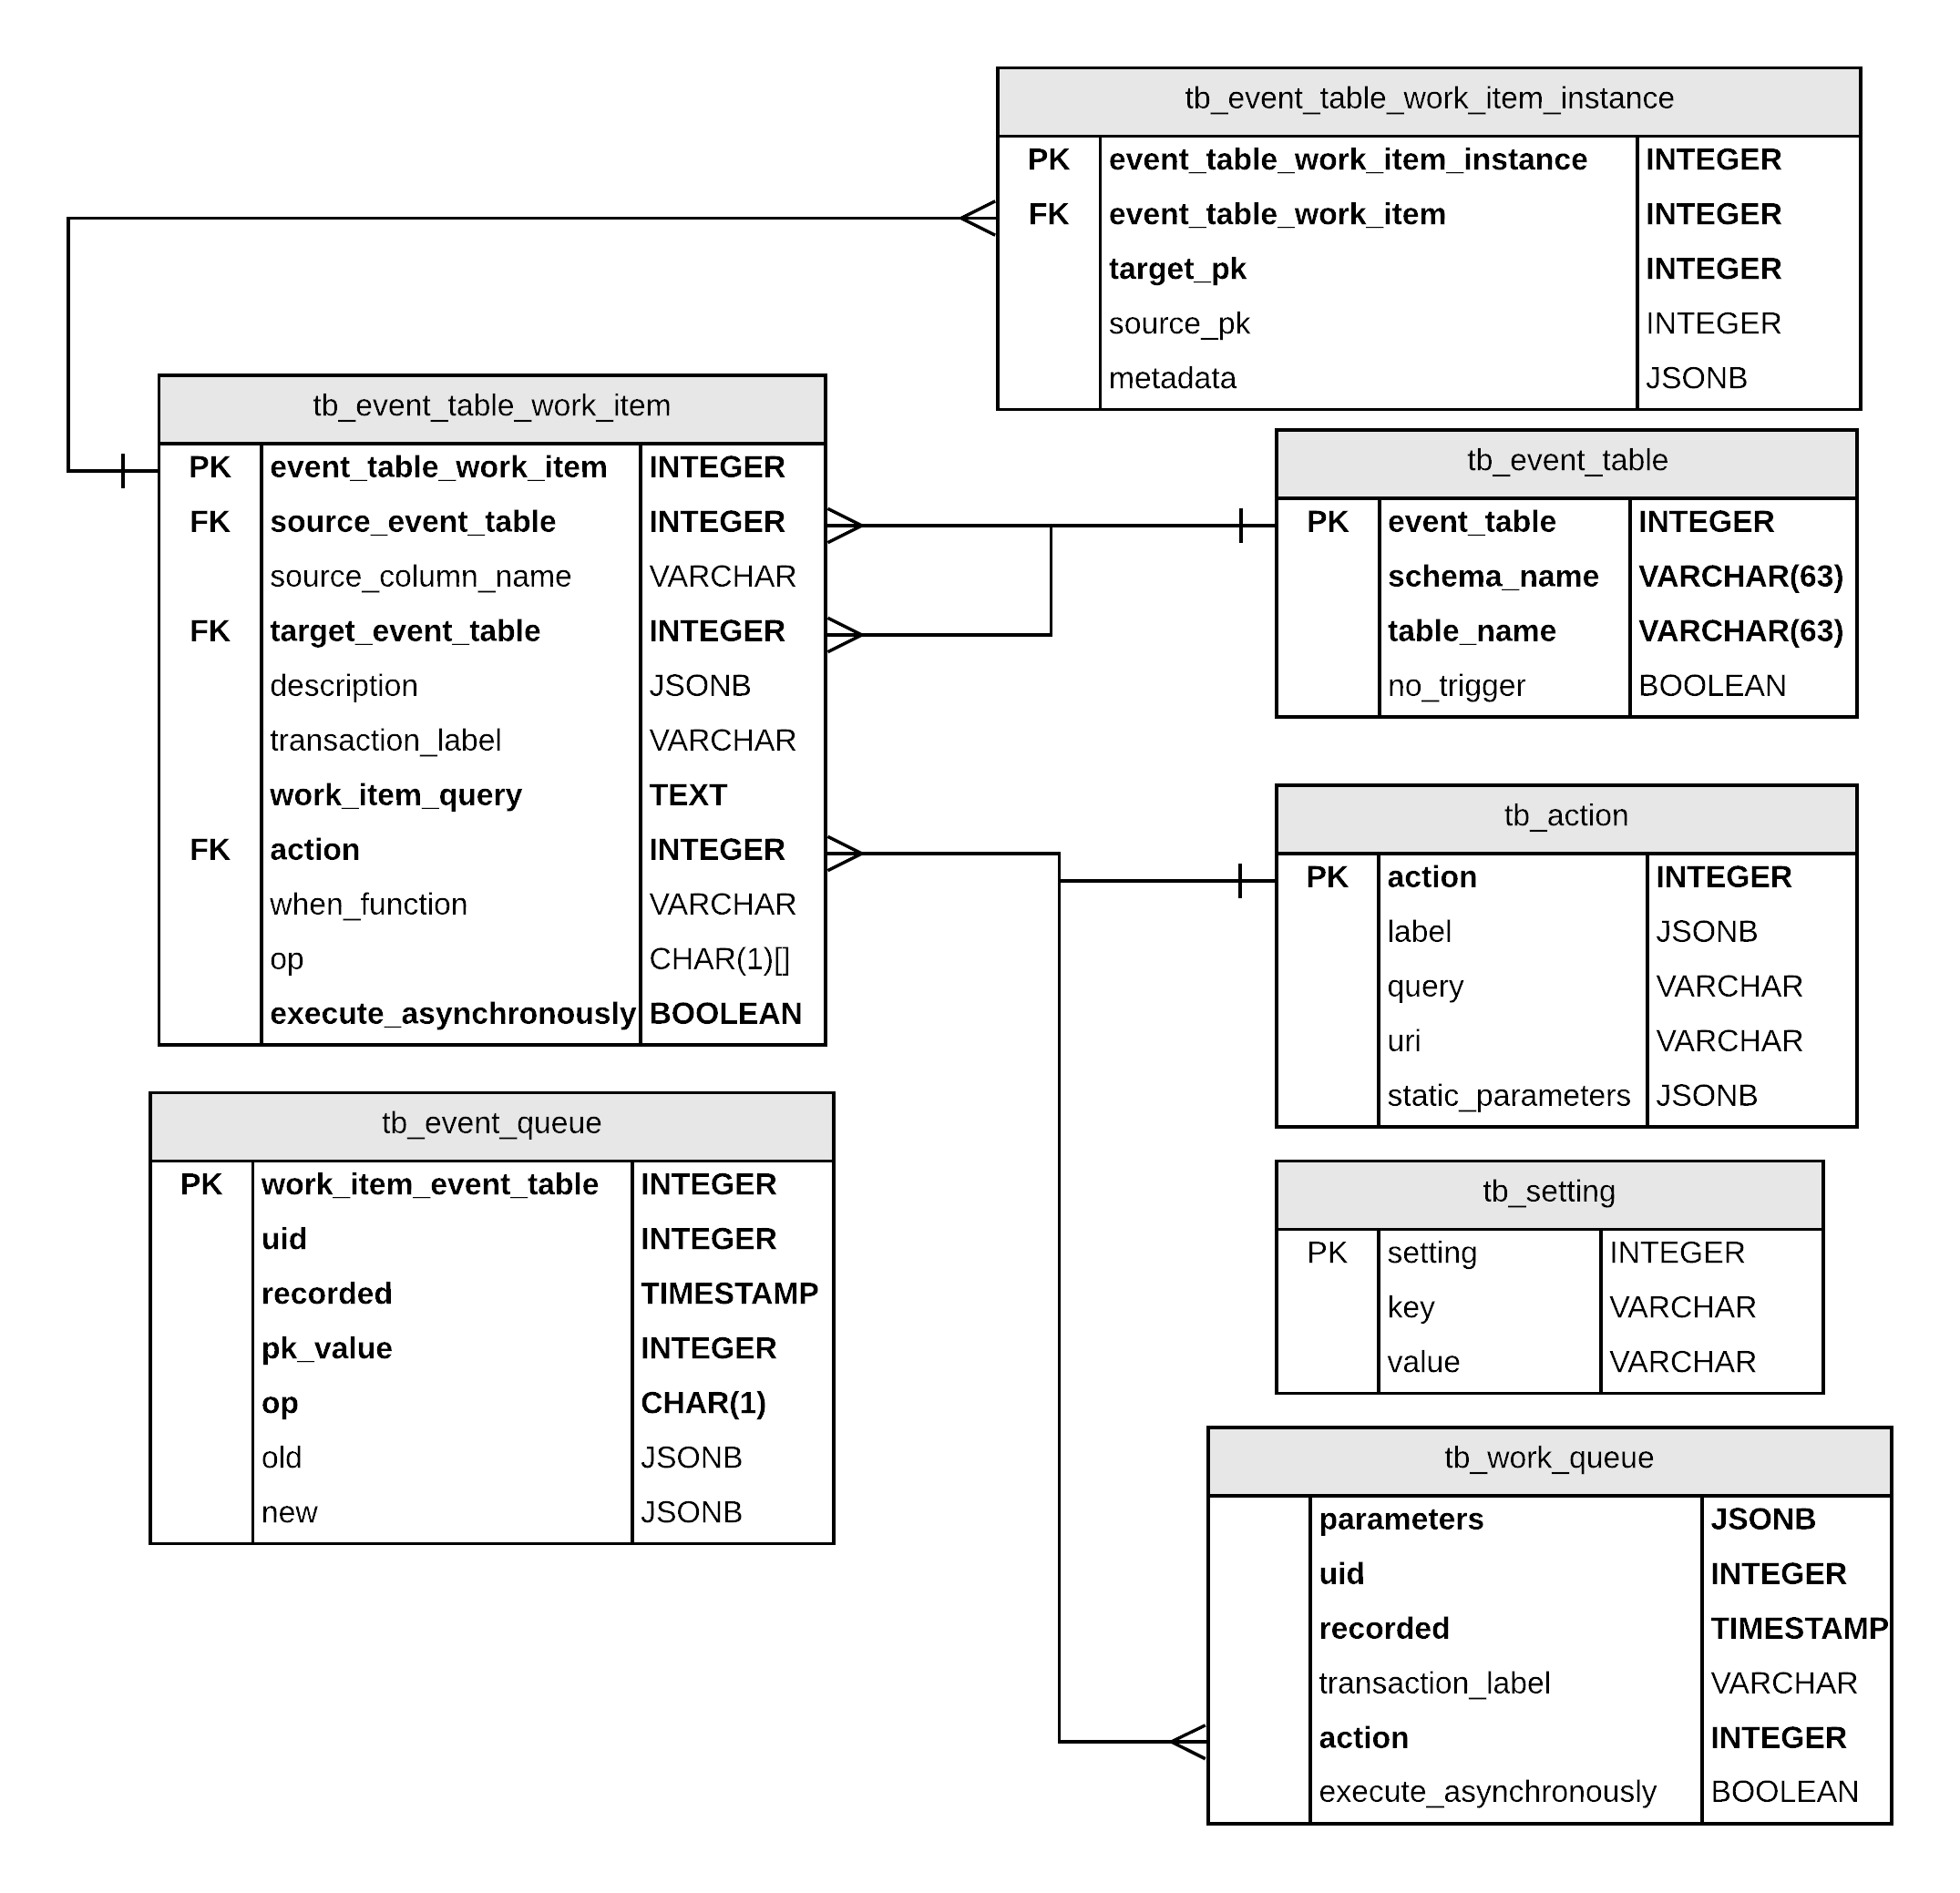 tb_event_table_work_item_instance
PK event_table_work_item_instance INTEGER
FK event_table_work_item INTEGER
target_pk INTEGER
source_pk INTEGER
metadata JSONB
tb_event_table_work_item
PK event_table_work_item INTEGER
FK source_event_table INTEGER
source_column_name VARCHAR
FK target_event_table INTEGER
description JSONB
transaction_label VARCHAR
work_item_query TEXT
FK action INTEGER
when_function VARCHAR
op CHAR(1)[]
execute_asynchronously BOOLEAN
tb_event_table
PK event_table INTEGER
schema_name VARCHAR(63)
table_name VARCHAR(63)
no_trigger BOOLEAN
tb_action
PK action INTEGER
label JSONB
query VARCHAR
uri VARCHAR
static_parameters JSONB
tb_event_queue
PK work_item_event_table INTEGER
uid INTEGER
recorded TIMESTAMP
pk_value INTEGER
op CHAR(1)
old JSONB
new JSONB
tb_setting
PK setting INTEGER
key VARCHAR
value VARCHAR
tb_work_queue
parameters JSONB
uid INTEGER
recorded TIMESTAMP
transaction_label VARCHAR
action INTEGER
execute_asynchronously BOOLEAN